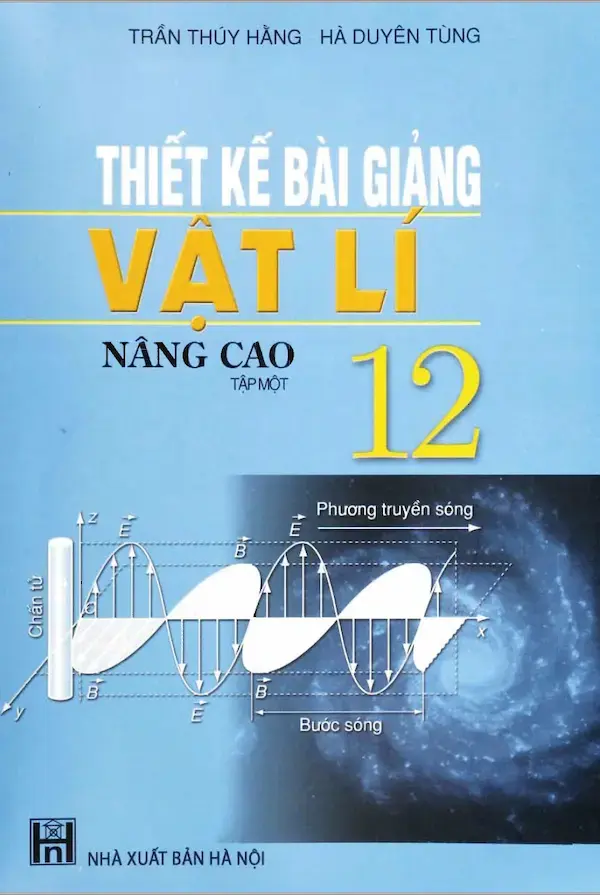 TRẦN THÚY HẰNG HÀ DUYÊN TÙNG
THIẾT KẾ BÀI GIẢNG
VẬT LÍ
NÂNG CAO
TẬP MỘT
12
Phương truyền sóng
z
E
E
B
Chấn tử
O
x
y
B
E
B
Bước sóng
Hn
NHÀ XUẤT BẢN HÀ NỘI